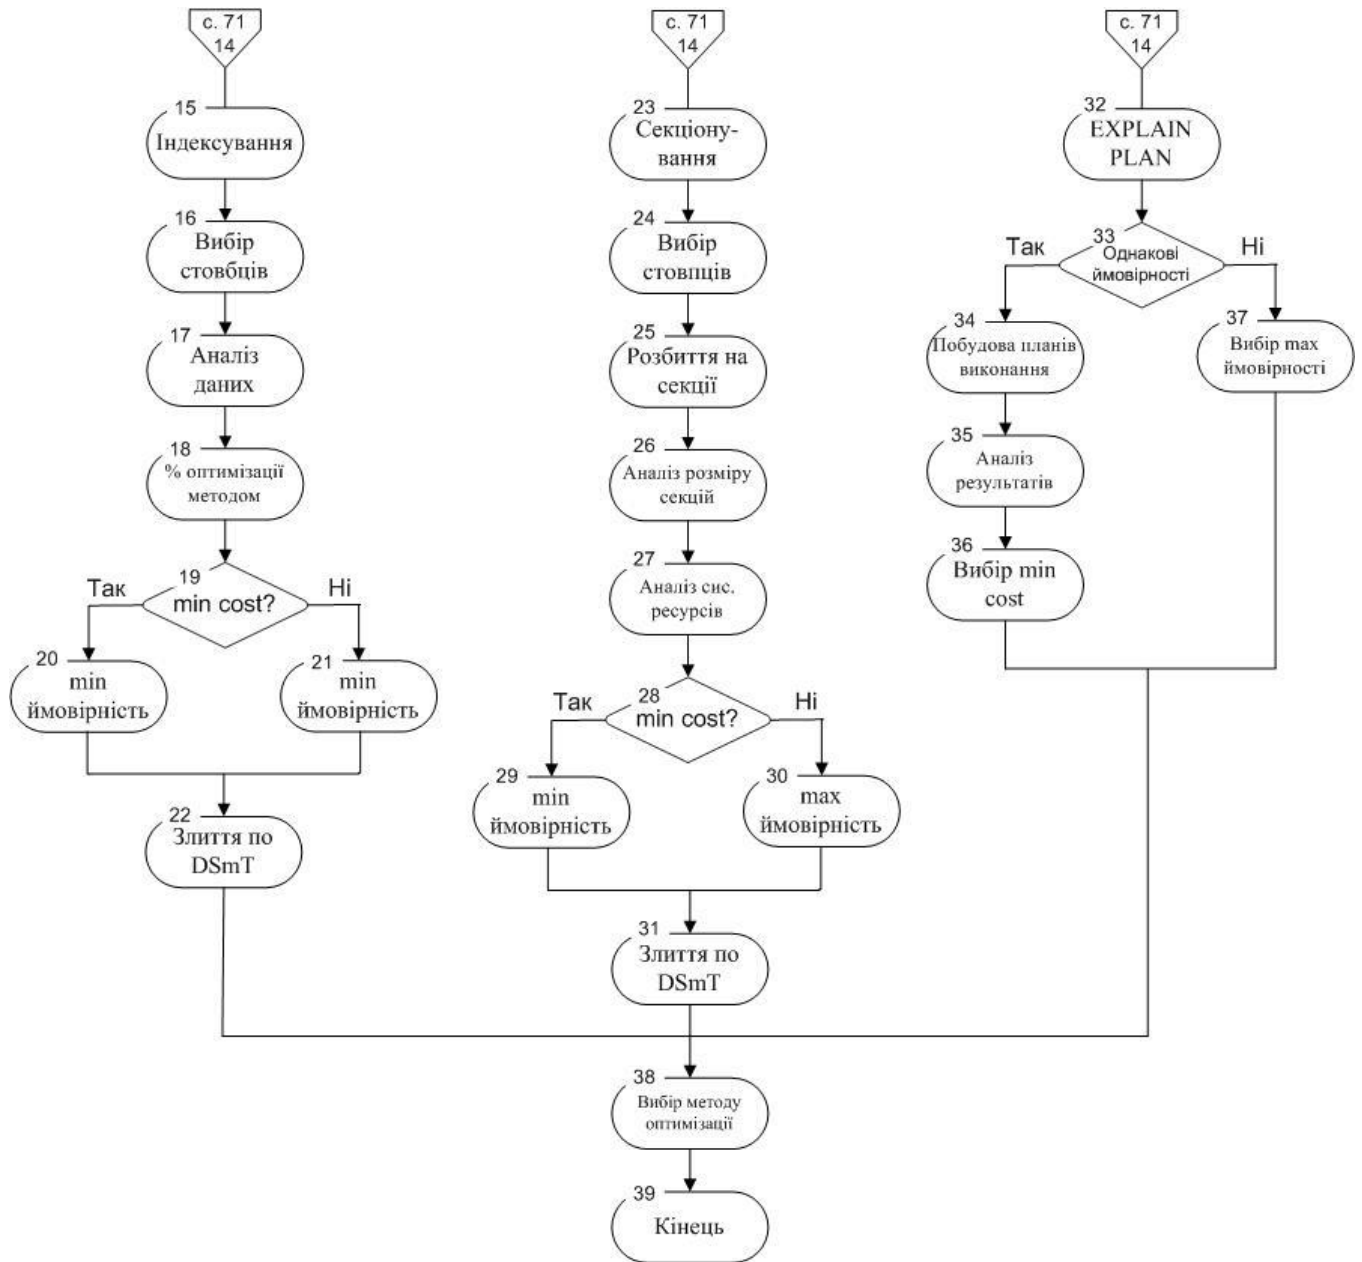 с. 71
14
15
Індексування
16
Вибір
стовбців
17
Аналіз
даних
18
% оптимізації
методом
19
min cost?
Так
Ні
20
min
ймовірність
21
min
ймовірність
22
Злиття по
DSmT
с. 71
14
23
Секціону-
вання
24
Вибір
стовпців
25
Розбиття на
секції
26
Аналіз розміру
секцій
27
Аналіз сис.
ресурсів
28
min cost?
Так
Ні
29
min
ймовірність
30
max
ймовірність
31
Злиття по
DSmT
с. 71
14
32
EXPLAIN
PLAN
33
Однакові
ймовірності
Так
Ні
34
Побудова планів
виконання
35
Аналіз
результатів
36
Вибір min
cost
37
Вибір max
ймовірності
38
Вибір методу
оптимізації
39
Кінець